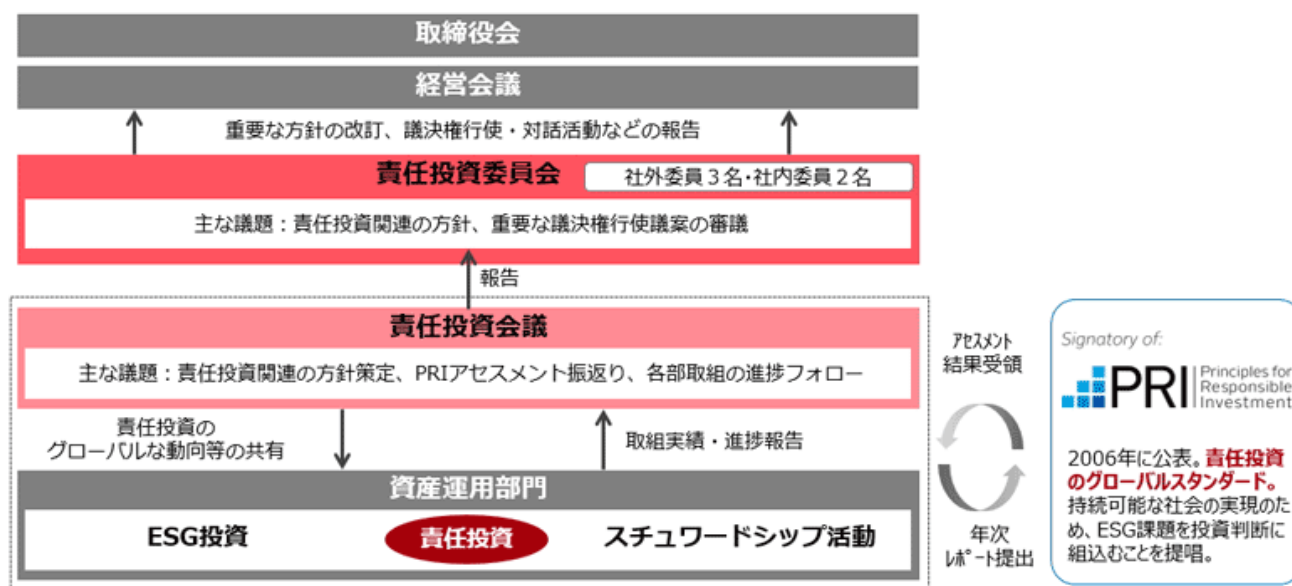 取締役会
経営会議
重要な方針の改訂、議決権行使・対話活動などの報告
責任投資委員会
社外委員3名・社内委員2名
主な議題：責任投資関連の方針、重要な議決権行使議案の審議
報告
責任投資会議
主な議題：責任投資関連の方針策定、PRIアセスメント振返り、各部取組の進捗フォロー
責任投資の
グローバルな動向等の共有
取組実績・進捗報告
資産運用部門
ESG投資
責任投資
スチュワードシップ活動
ｱｾｽﾒﾝﾄ
結果受領
年次
ﾚﾎﾟｰﾄ提出
Signatory of:
PRI
Principles for
Responsible
Investment
2006年に公表。責任投資
のグローバルスタンダード。
持続可能な社会の実現のた
め、ESG課題を投資判断に
組込むことを提唱。